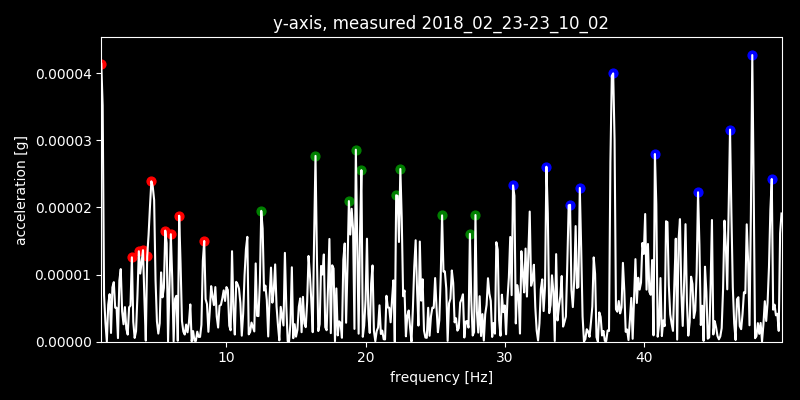 y-axis, measured 2018_02_23-23_10_02
0.00004
0.00003
0.00002
0.00001
0.00000
acceleration [g]
10 20 30 40
frequency [Hz]